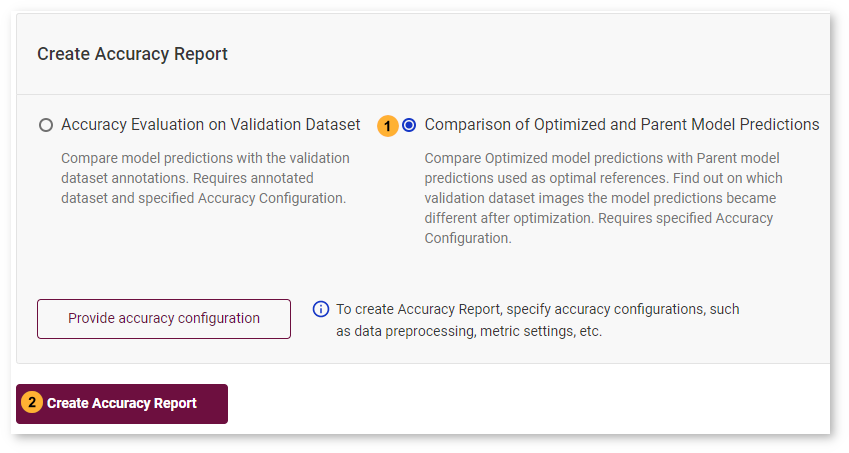 Create Accuracy Report
Accuracy Evaluation on Validation Dataset
Compare model predictions with the validation
dataset annotations. Requires annotated
dataset and specified Accuracy Configuration.
1 Comparison of Optimized and Parent Model Predictions
Compare Optimized model predictions with Parent model
predictions used as optimal references. Find out on which
validation dataset images the model predictions became
different after optimization. Requires specified Accuracy
Configuration.
Provide accuracy configuration
To create Accuracy Report, specify accuracy configurations, such
as data preprocessing, metric settings, etc.
2 Create Accuracy Report